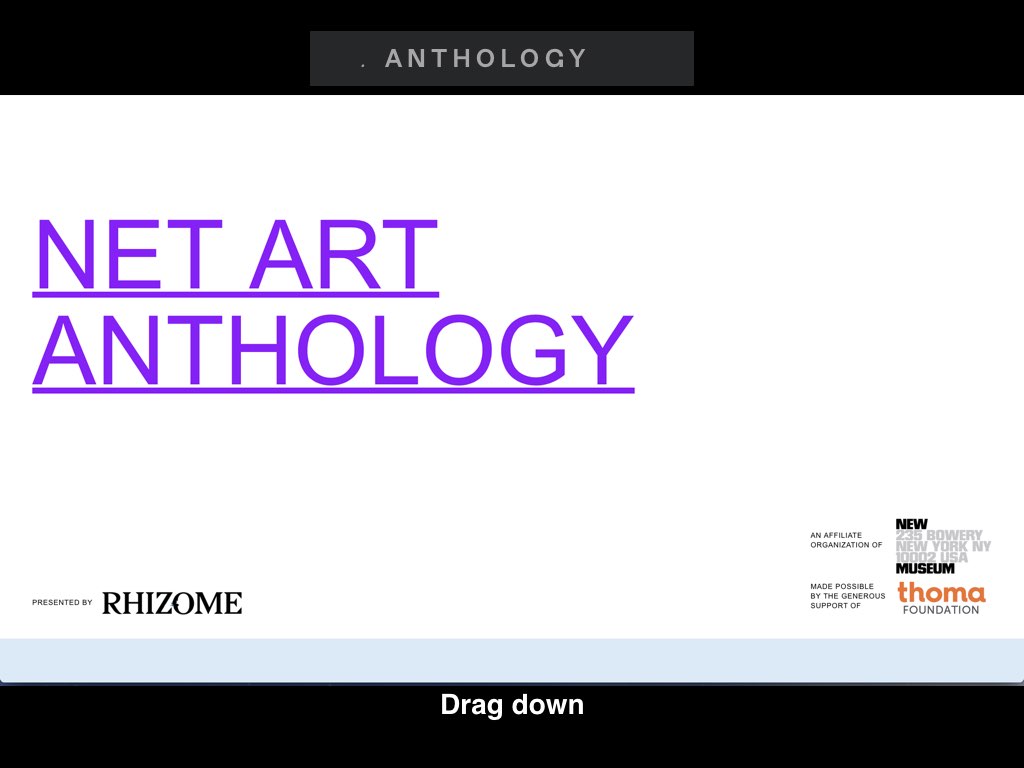 . ANTHOLOGY
NET ART
ANTHOLOGY
AN AFFILIATE
ORGANIZATION OF
NEW
235 BOWERY
NEW YORK NY
10002 USA
MUSEUM
MADE POSSIBLE
BY THE GENEROUS
SUPPORT OF
thoma
FOUNDATION
PRESENTED BY RHIZOME
Drag down